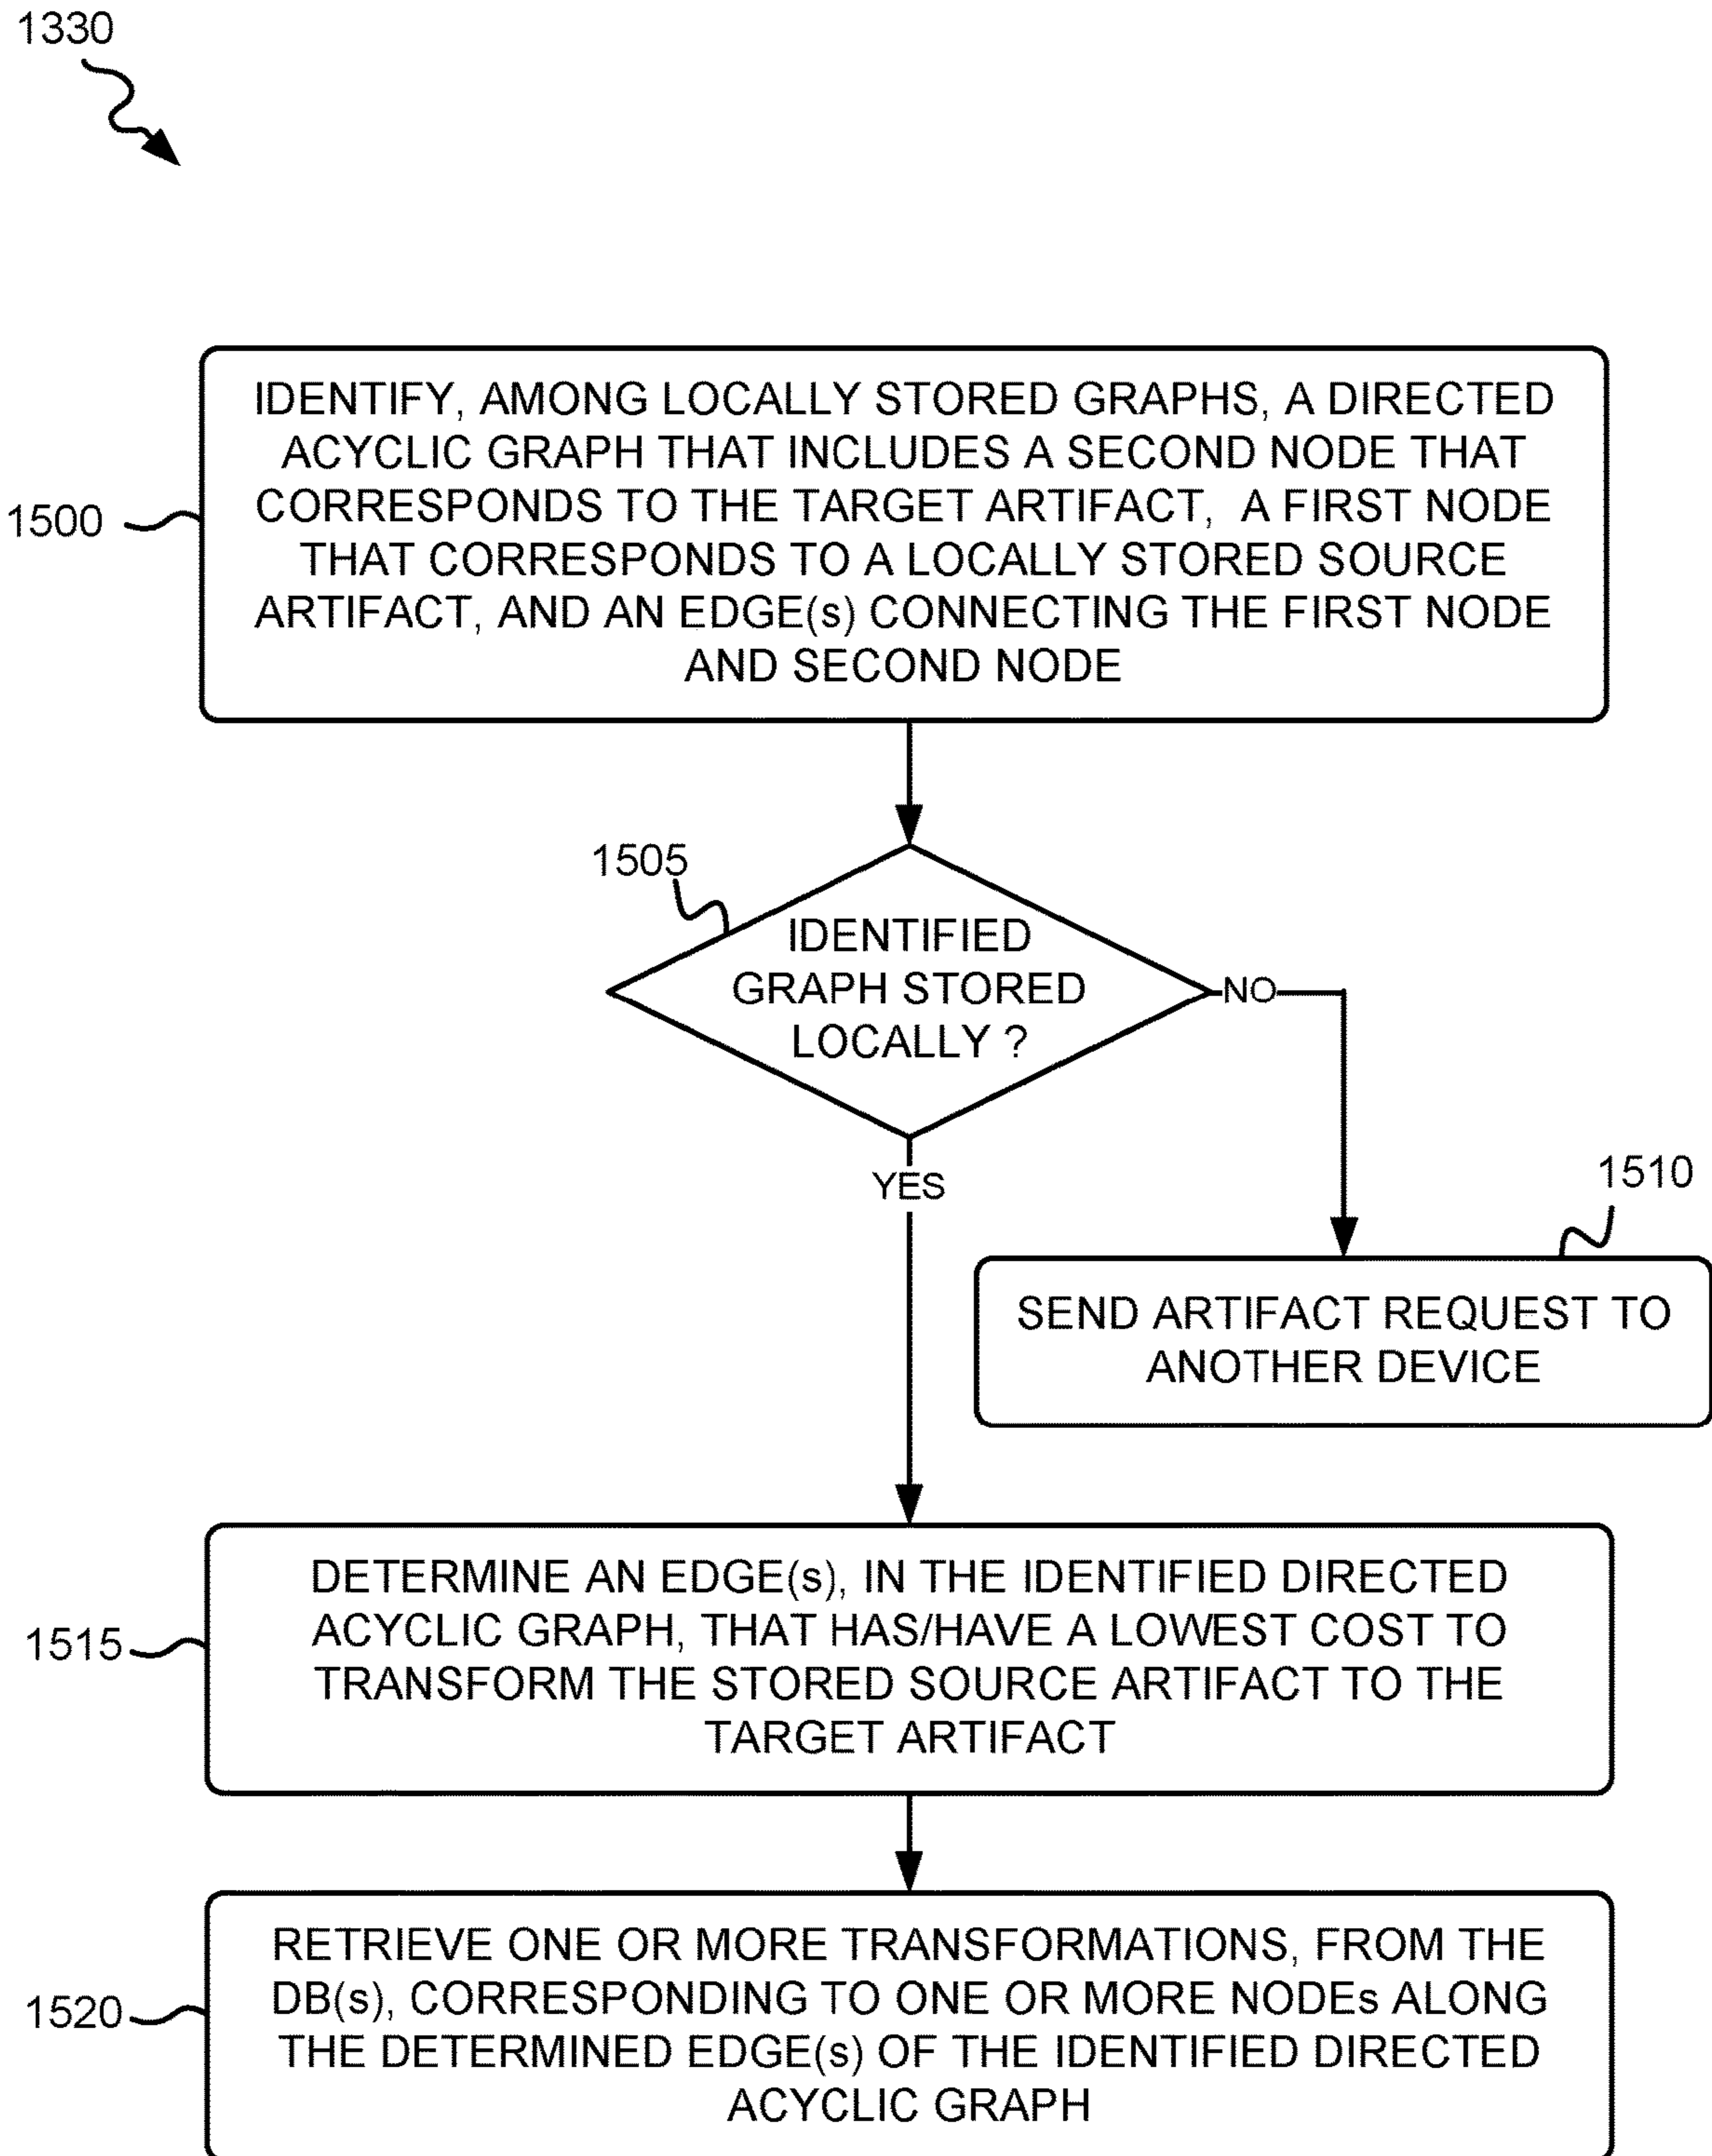 1330
IDENTIFY, AMONG LOCALLY STORED GRAPHS, A DIRECTED
ACYCLIC GRAPH THAT INCLUDES A SECOND NODE THAT
CORRESPONDS TO THE TARGET ARTIFACT, A FIRST NODE
THAT CORRESPONDS TO A LOCALLY STORED SOURCE
ARTIFACT, AND AN EDGE(s) CONNECTING THE FIRST NODE
AND SECOND NODE
1500
1505
IDENTIFIED
GRAPH STORED
LOCALLY ?
NO
YES
1510
SEND ARTIFACT REQUEST TO
ANOTHER DEVICE
DETERMINE AN EDGE(s), IN THE IDENTIFIED DIRECTED
ACYCLIC GRAPH, THAT HAS/HAVE A LOWEST COST TO
TRANSFORM THE STORED SOURCE ARTIFACT TO THE
TARGET ARTIFACT
1515
RETRIEVE ONE OR MORE TRANSFORMATIONS, FROM THE
DB(s), CORRESPONDING TO ONE OR MORE NODEs ALONG
THE DETERMINED EDGE(s) OF THE IDENTIFIED DIRECTED
ACYCLIC GRAPH
1520